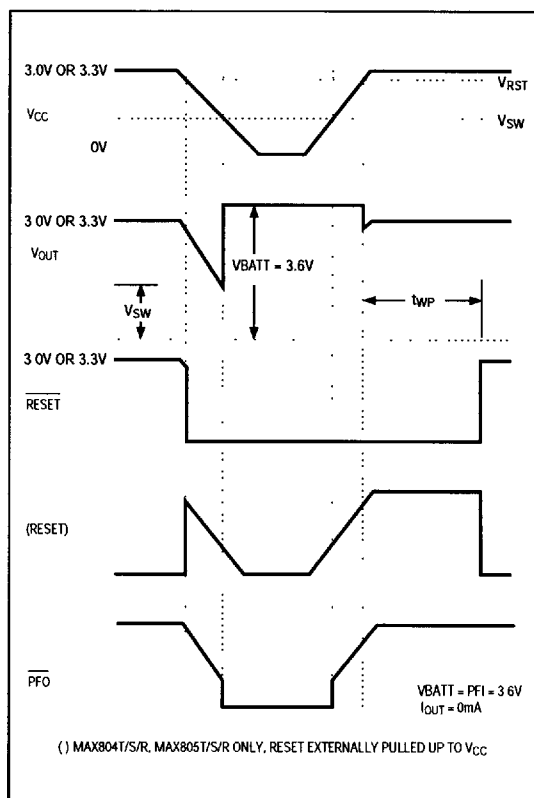 3.0V OR 3.3V
VRST
VCC
VSW
0V
3 0V OR 3.3V
VOUT
VBATT = 3.6V
tWP
VSW
3 0V OR 3.3V
RESET
(RESET)
PFO
VBATT = PFI = 3 6V
IOUT = 0mA
( ) MAX804T/S/R, MAX805T/S/R ONLY, RESET EXTERNALLY PULLED UP TO VCC